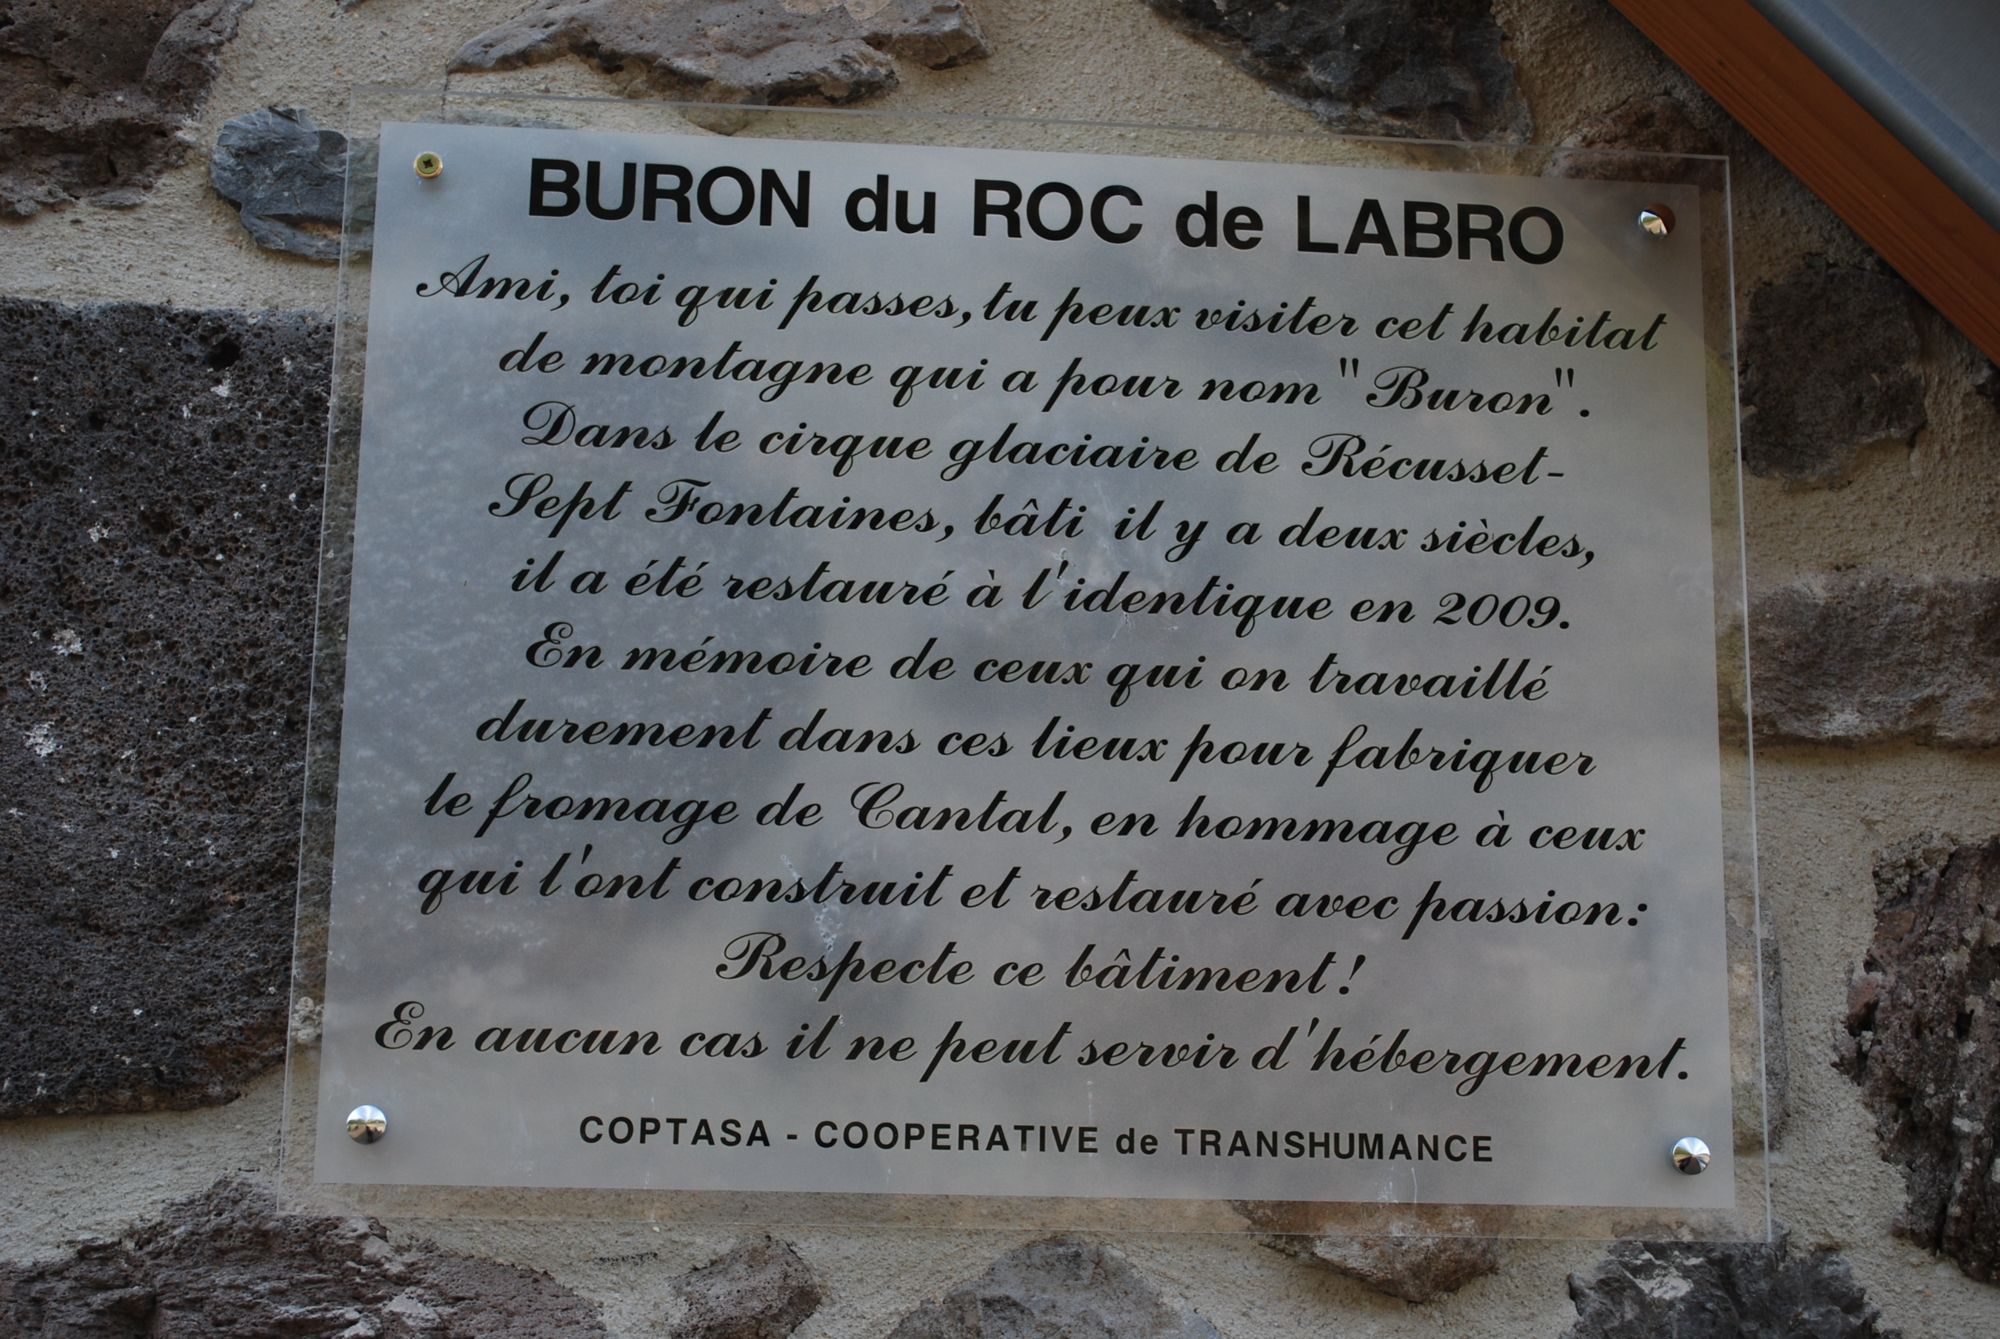 BURON du ROC de LABRO
Ami, toi qui passes, tu peux visiter cet habitat
de montagne qui a pour nom "Buron".
Dans le cirque glaciaire de Récusset-
Sept Fontaines, bâti il y a deux siècles,
il a été restauré à l'identique en 2009.
En mémoire de ceux qui on travaillé
durement dans ces lieux pour fabriquer
le fromage de Cantal, en hommage à ceux
qui l'ont construit et restauré avec passion:
Respecte ce bâtiment!
En aucun cas il ne peut servir d'hébergement.
COPTASA - COOPERATIVE de TRANSHUMANCE